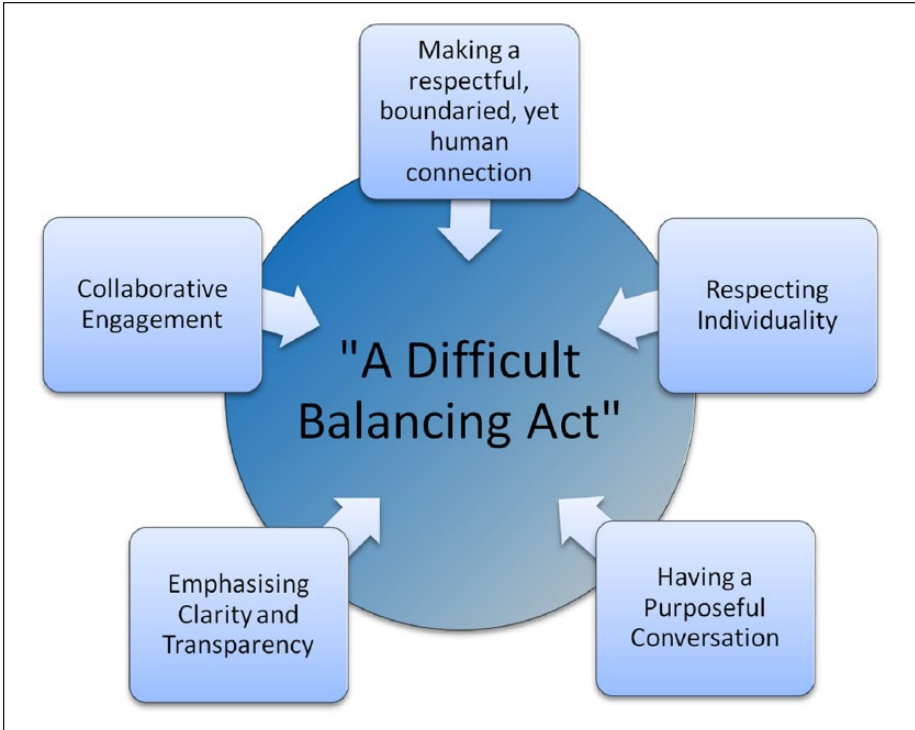 Making a
respectful,
boundaried, yet
human
connection
Collaborative
Engagement
Respecting
Individuality
"A Difficult
Balancing Act"
Emphasising
Clarity and
Transparency
Having a
Purposeful
Conversation